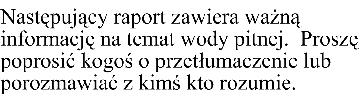 Następujący raport zawiera ważną
informację na temat wody pitnej.  Proszę
poprosić kogoś o przetłumaczenie lub
porozmawiać z kimś kto rozumie.